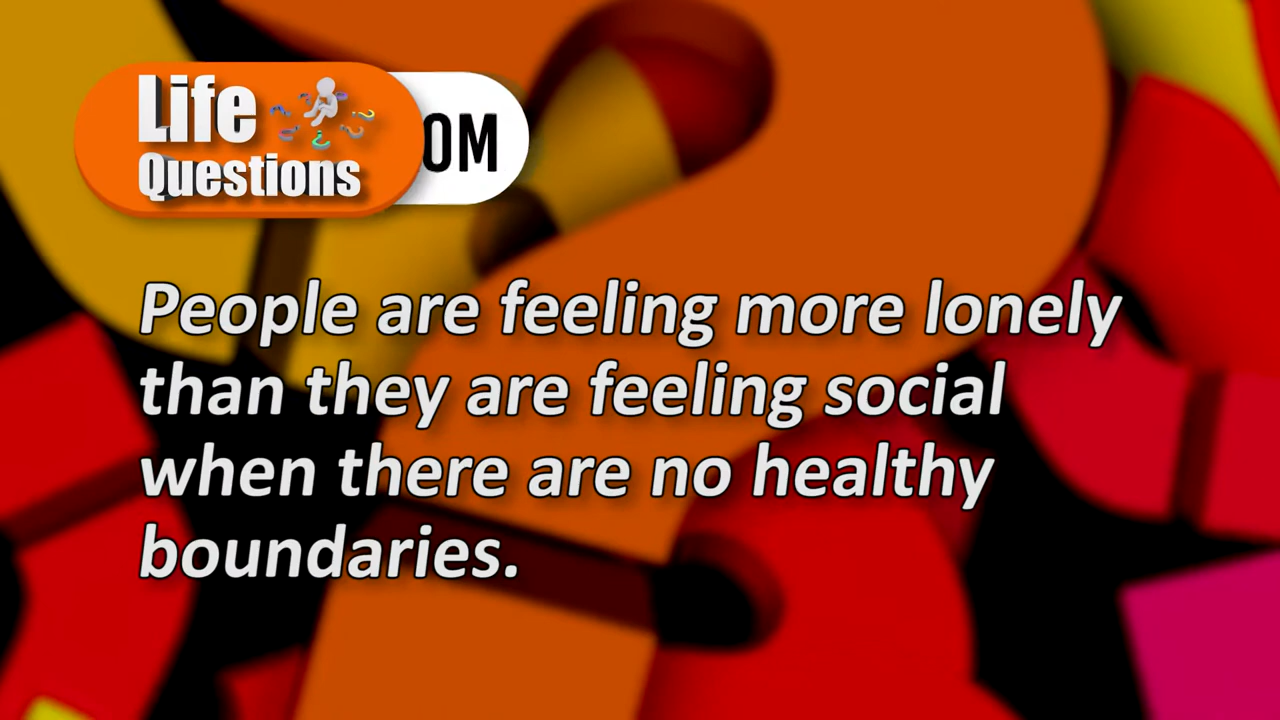 Life
Questions
OM
People are feeling more lonely
than they are feeling social
when there are no healthy
boundaries.